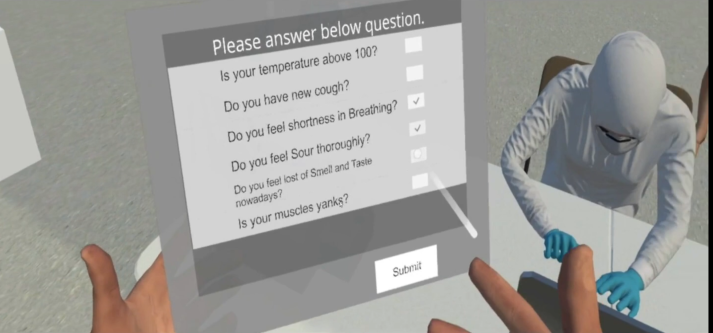 Please answer below question.
Is your temperature above 100?
Do you have new cough?
Do you feel shortness in Breathing?
Do you feel Sour thoroughly?
Do you feel lost of Smell and Taste
nowadays?
Is your muscles yanks?
Submit